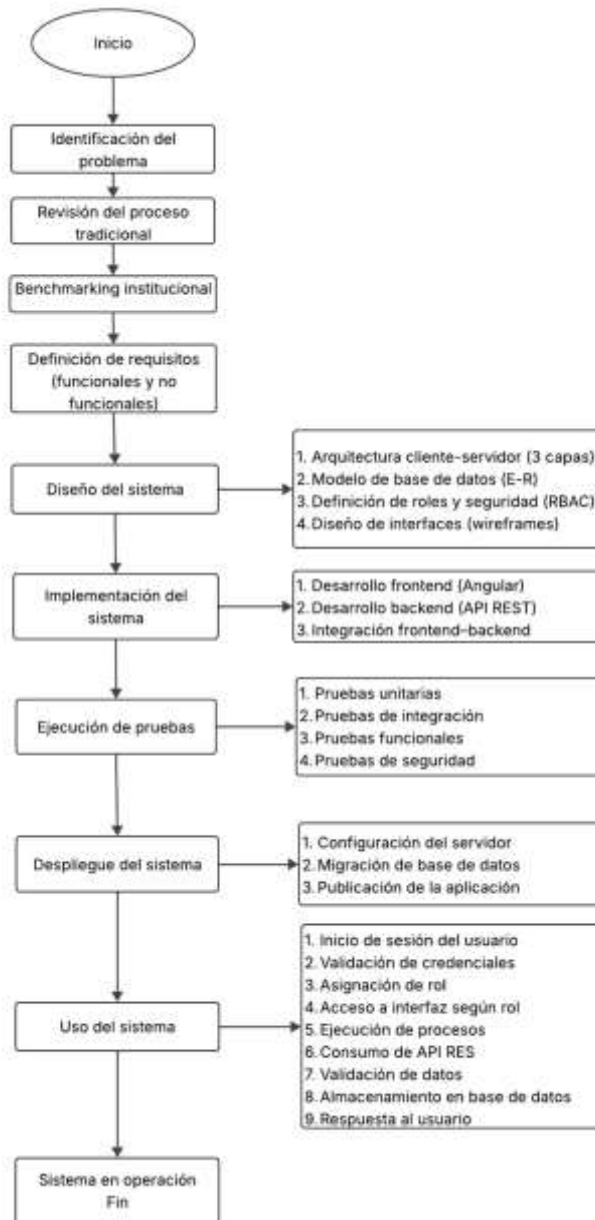 Inicio
Identificación del
problema
Revisión del proceso
tradicional
Benchmarking institucional
Definición de requisitos
(funcionales y no
funcionales)
Diseño del sistema
1. Arquitectura cliente-servidor (3 capas)
2. Modelo de base de datos (E-R)
3. Definición de roles y seguridad (RBAC)
4. Diseño de interfaces (wireframes)
Implementación del
sistema
1. Desarrollo frontend (Angular)
2. Desarrollo backend (API REST)
3. Integración frontend-backend
Ejecución de pruebas
1. Pruebas unitarias
2. Pruebas de integración
3. Pruebas funcionales
4. Pruebas de seguridad
Despliegue del sistema
1. Configuración del servidor
2. Migración de base de datos
3. Publicación de la aplicación
Uso del sistema
1. Inicio de sesión del usuario
2. Validación de credenciales
3. Asignación de rol
4. Acceso a interfaz según rol
5. Ejecución de procesos
6. Consumo de API RES
7. Validación de datos
8. Almacenamiento en base de datos
9. Respuesta al usuario
Sistema en operación
Fin